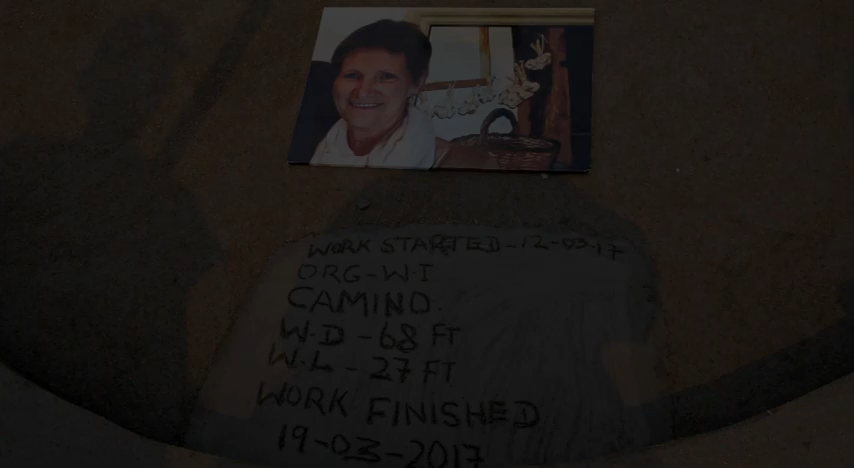 WORK STARTED-12-03-17
ORG-W.I
CAMINO.
W.D - 68 FT
W.L - 27 FT
WORK FINISHED
19-03-2017